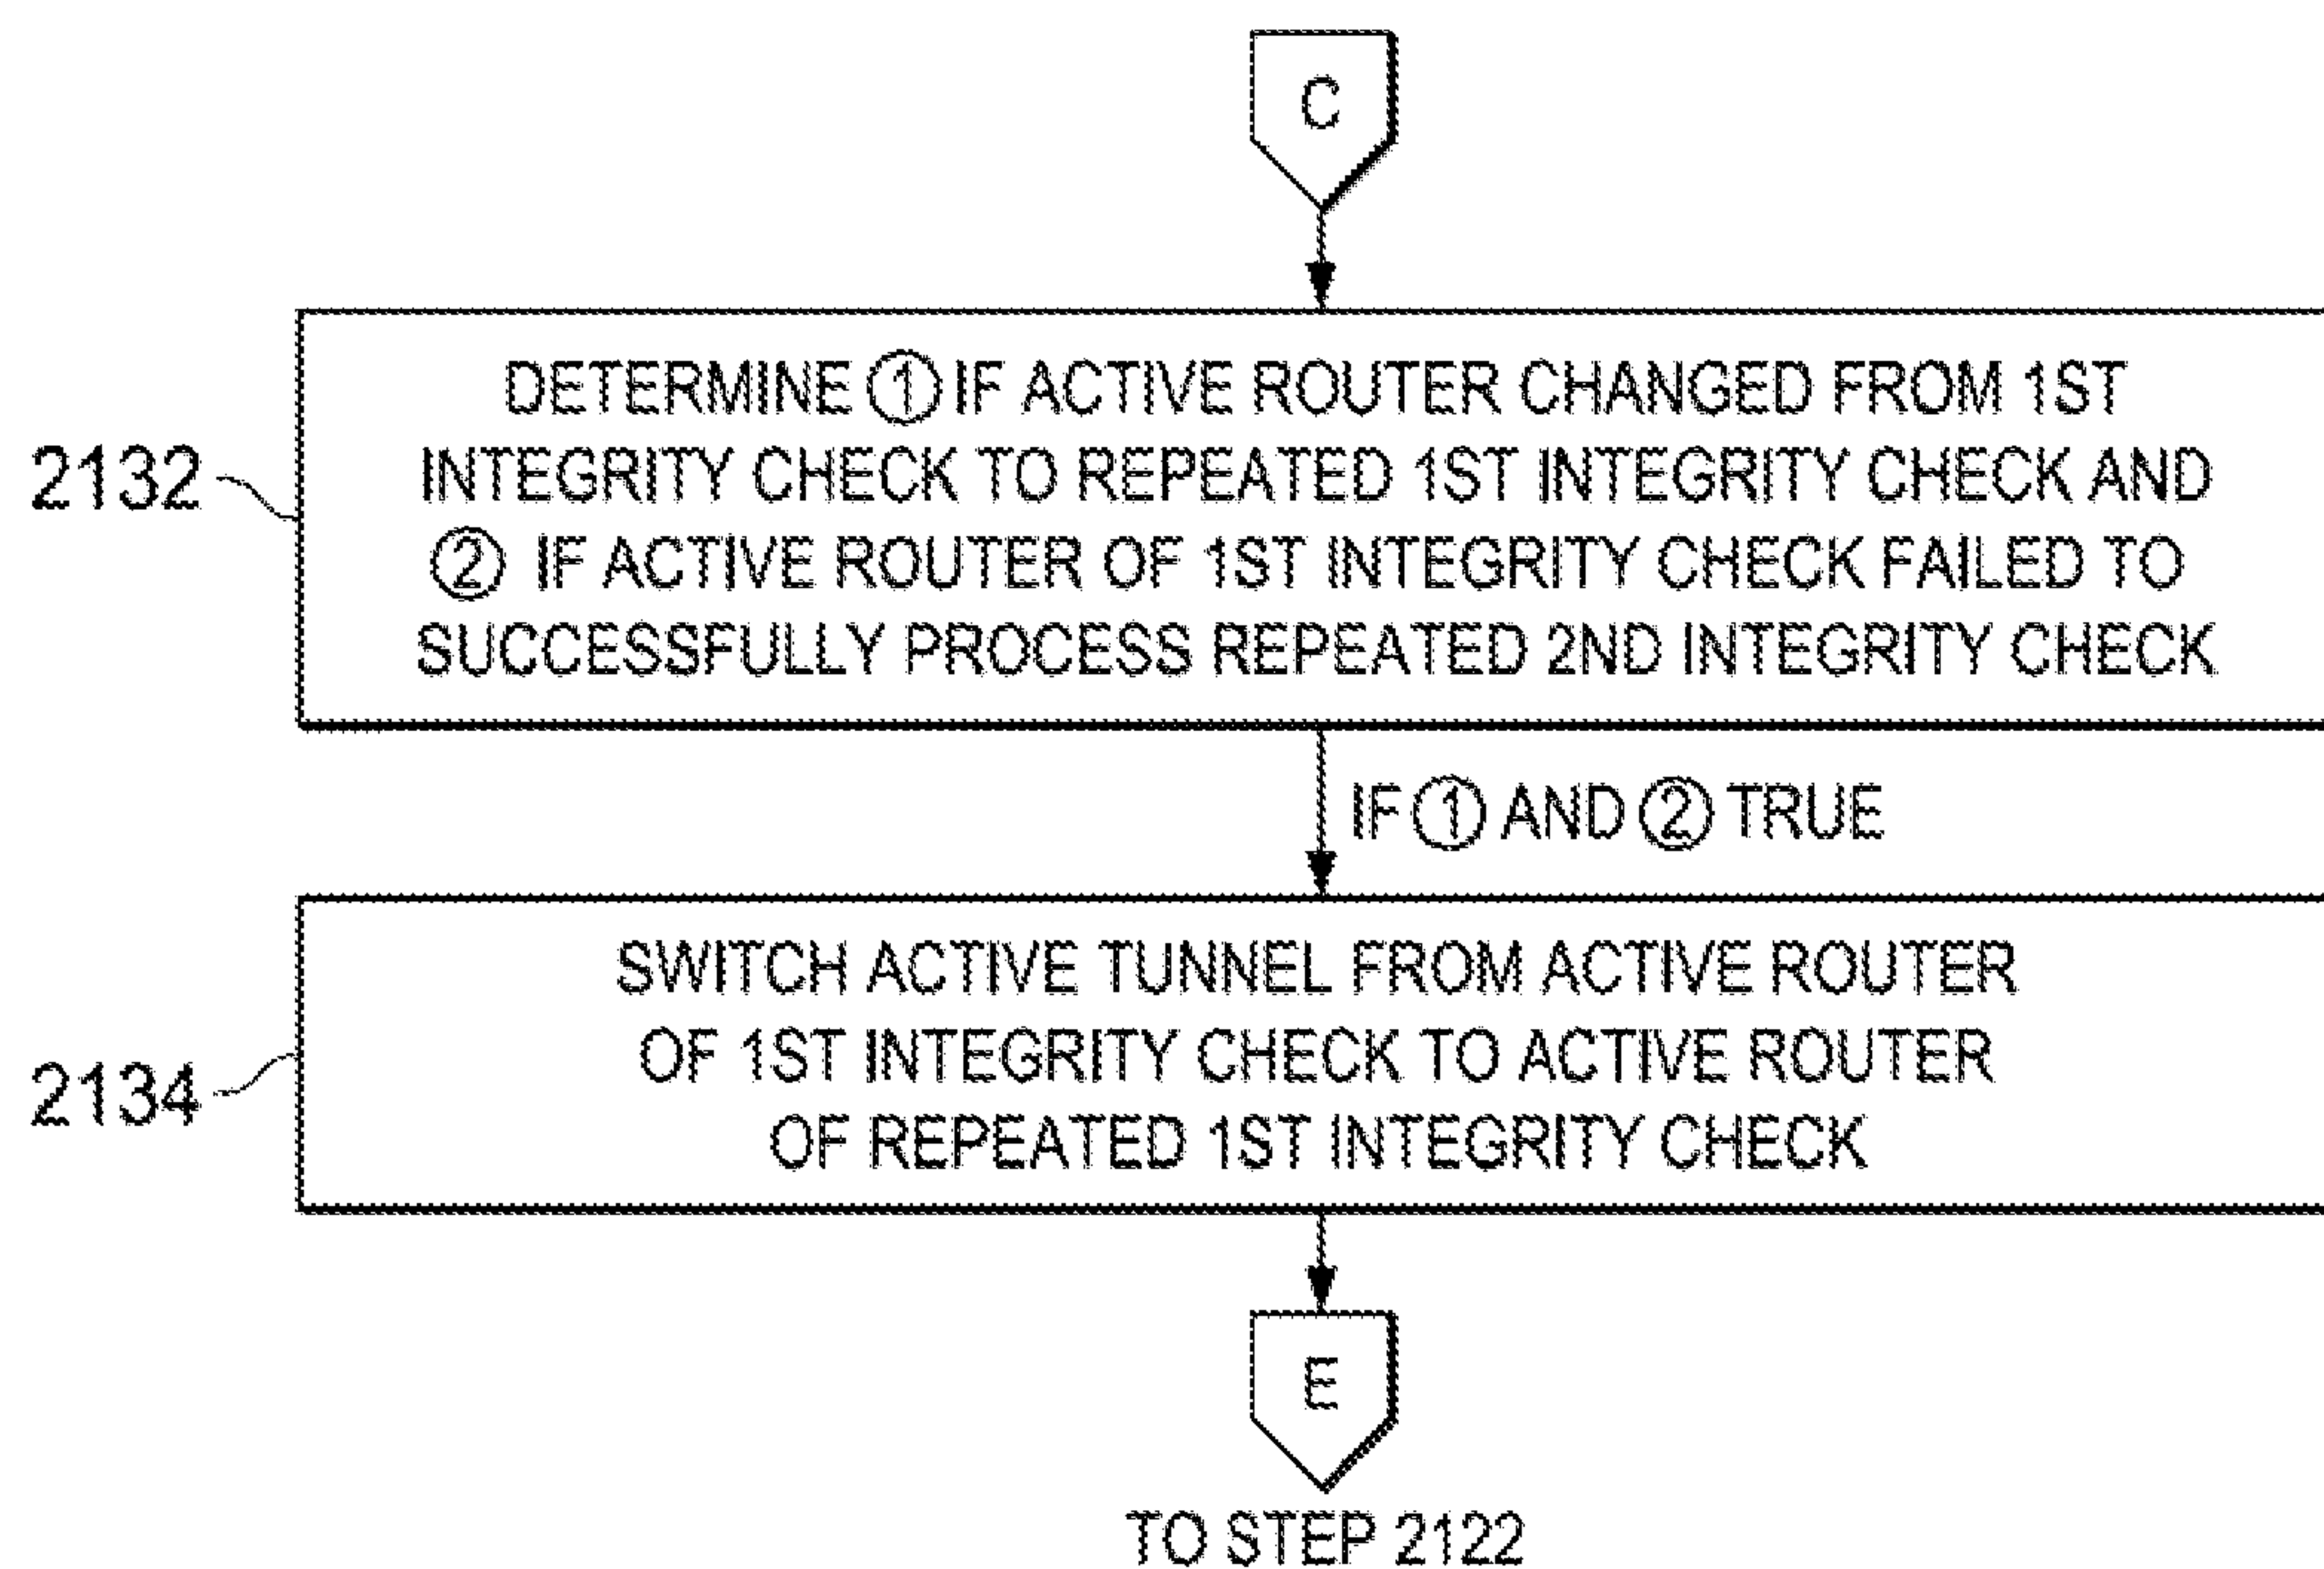 C
DETERMINE ① IF ACTIVE ROUTER CHANGED FROM 1ST
INTEGRITY CHECK TO REPEATED 1ST INTEGRITY CHECK AND
2132
② IF ACTIVE ROUTER OF 1ST INTEGRITY CHECK FAILED TO
SUCCESSFULLY PROCESS REPEATED 2ND INTEGRITY CHECK
IF ① AND ② TRUE
SWITCH ACTIVE TUNNEL FROM ACTIVE ROUTER
OF 1ST INTEGRITY CHECK TO ACTIVE ROUTER
2134
OF REPEATED 1ST INTEGRITY CHECK
E
TO STEP 2122